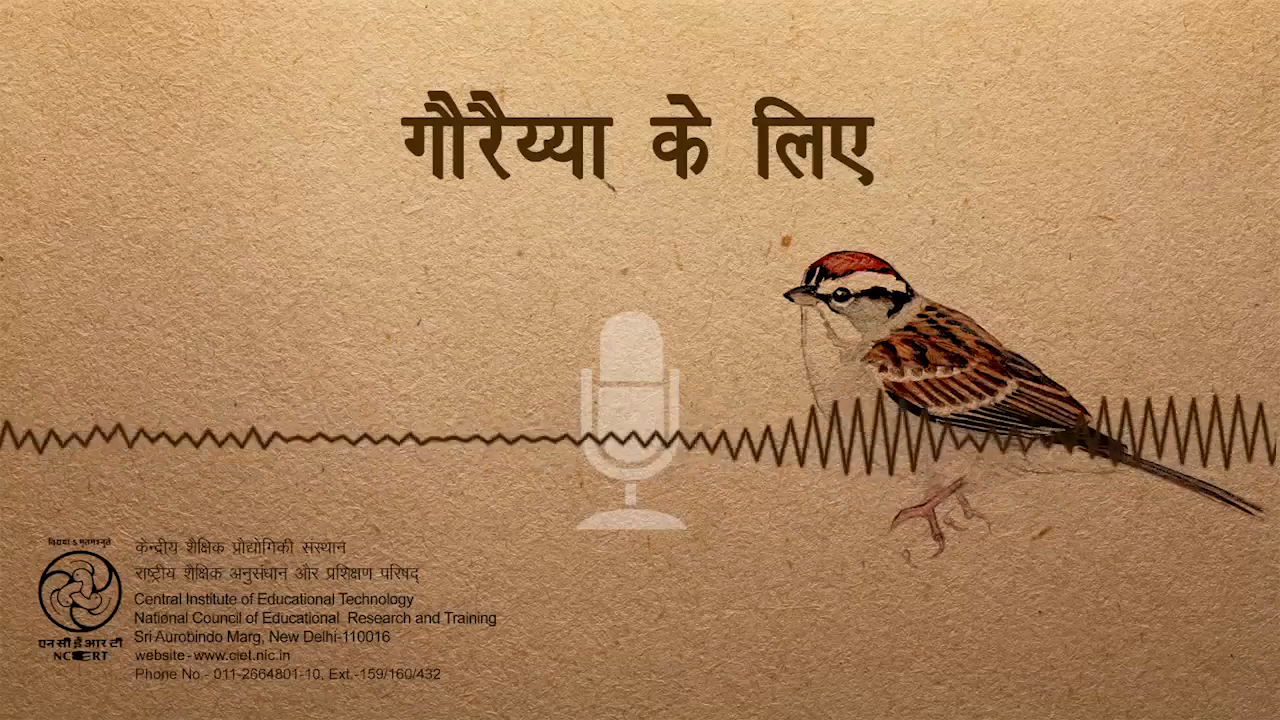 गौरैय्या के लिए
विद्यया ऽ मृतमश्नुते
एन सी ई आर टी
NCERT
केन्द्रीय शैक्षिक प्रौद्योगिकी संस्थान
राष्ट्रीय शैक्षिक अनुसंधान और प्रशिक्षण परिषद्
Central Institute of Educational Technology
National Council of Educational Research and Training
Sri Aurobindo Marg, New Delhi-110016
website - www.ciet.nic.in
Phone No - 011-2664801-10, Ext.-159/160/432